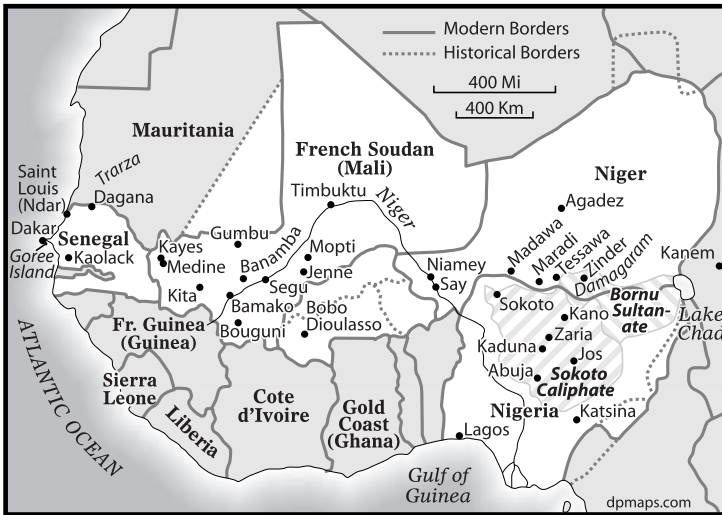 Modern Borders
Historical Borders
400 Mi
400 Km
Mauritania
French Soudan
(Mali)
Niger
Trarza
Saint
Louis
(Ndar)
Dagana
Timbuktu
Niger
Agadez
Dakar
Senegal
Goree
Island
Kaolack
Kayes
Medine
Gumbu
Banamba
Mopti
Jenne
Segu
Kita
Bamako
Bouguni
Bobo
Dioulasso
Niamey
Say
Madawa
Maradi
Tessawa
Zinder
Damagaram
Kanem
Sokoto
Bornu
Sultan-
ate
Lake
Chad
Kano
Zaria
Kaduna
Jos
Abuja
Sokoto
Caliphate
Nigeria
Katsina
Lagos
Fr. Guinea
(Guinea)
Sierra
Leone
Liberia
Cote
d'Ivoire
Gold
Coast
(Ghana)
ATLANTIC OCEAN
Gulf of
Guinea
dpmaps.com